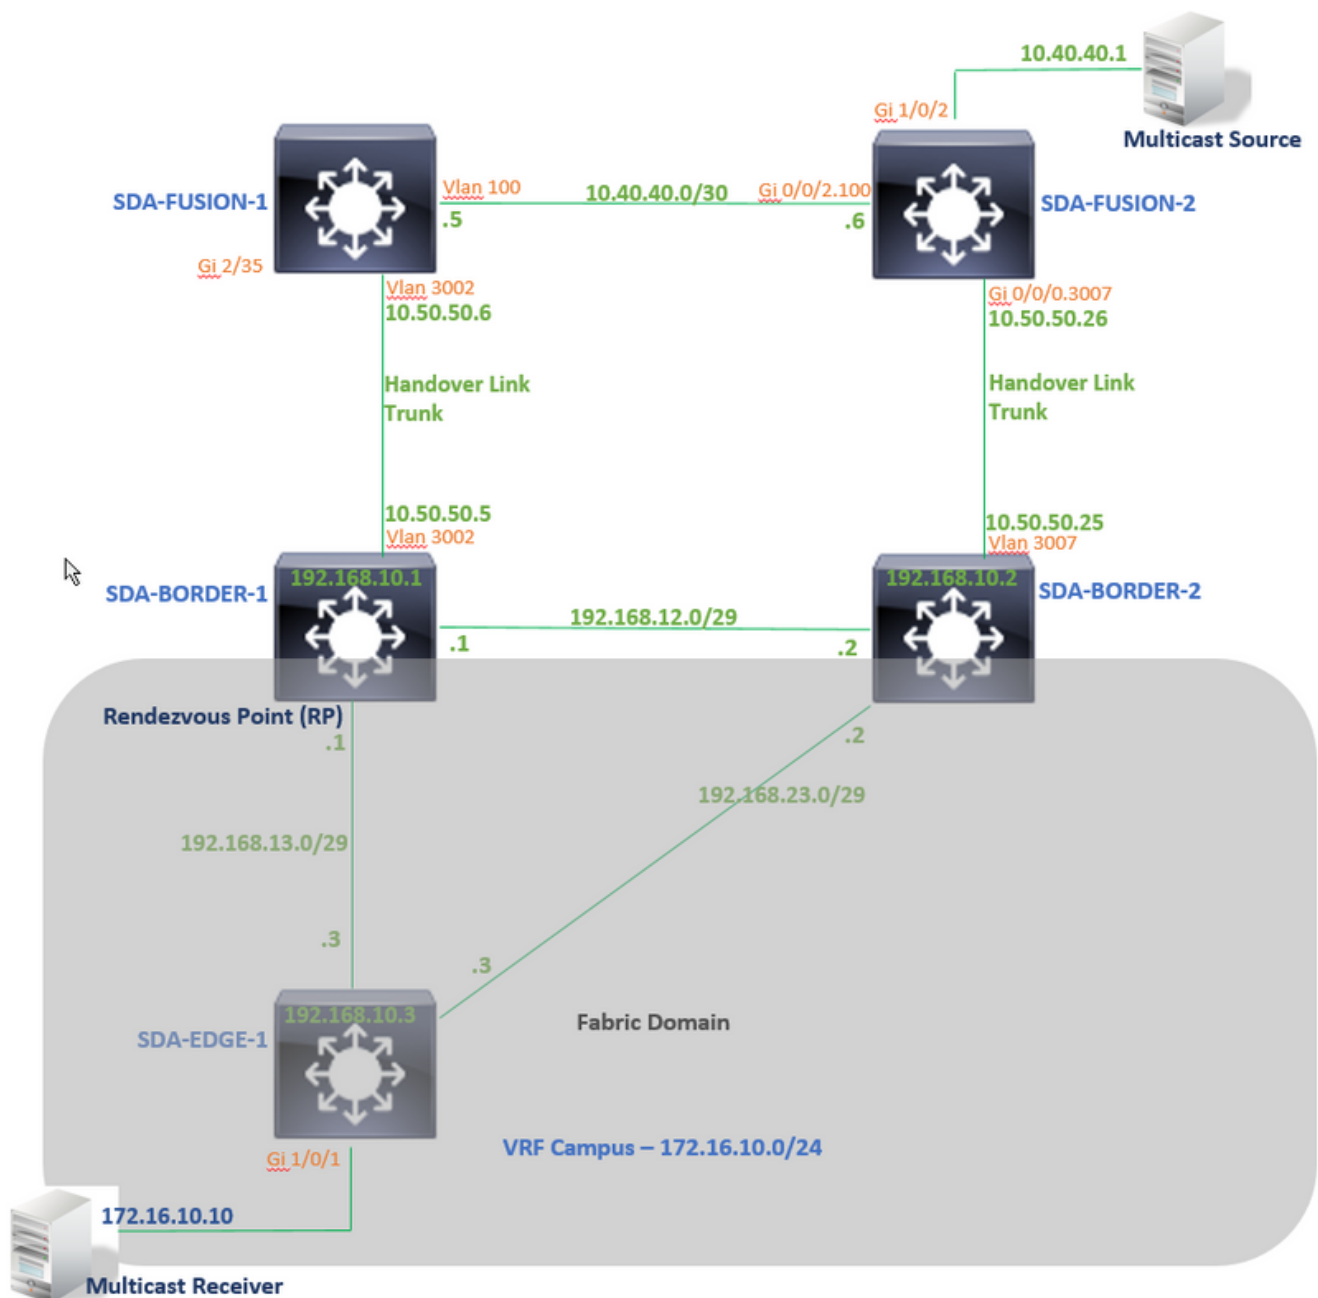 10.40.40.1
Gi 1/0/2
Multicast Source
SDA-FUSION-1
Vlan 100
10.40.40.0/30
Gi 0/0/2.100
SDA-FUSION-2
.5
.6
Gi 2/35
Vlan 3002
10.50.50.6
Gi 0/0/0.3007
10.50.50.26
Handover Link
Trunk
Handover Link
Trunk
10.50.50.5
Vlan 3002
10.50.50.25
Vlan 3007
SDA-BORDER-1
192.168.10.1
192.168.12.0/29
192.168.10.2
SDA-BORDER-2
.1
.2
Rendezvous Point (RP)
.1
.2
192.168.23.0/29
192.168.13.0/29
.3
.3
192.168.10.3
SDA-EDGE-1
Fabric Domain
VRF Campus – 172.16.10.0/24
Gi 1/0/1
172.16.10.10
Multicast Receiver